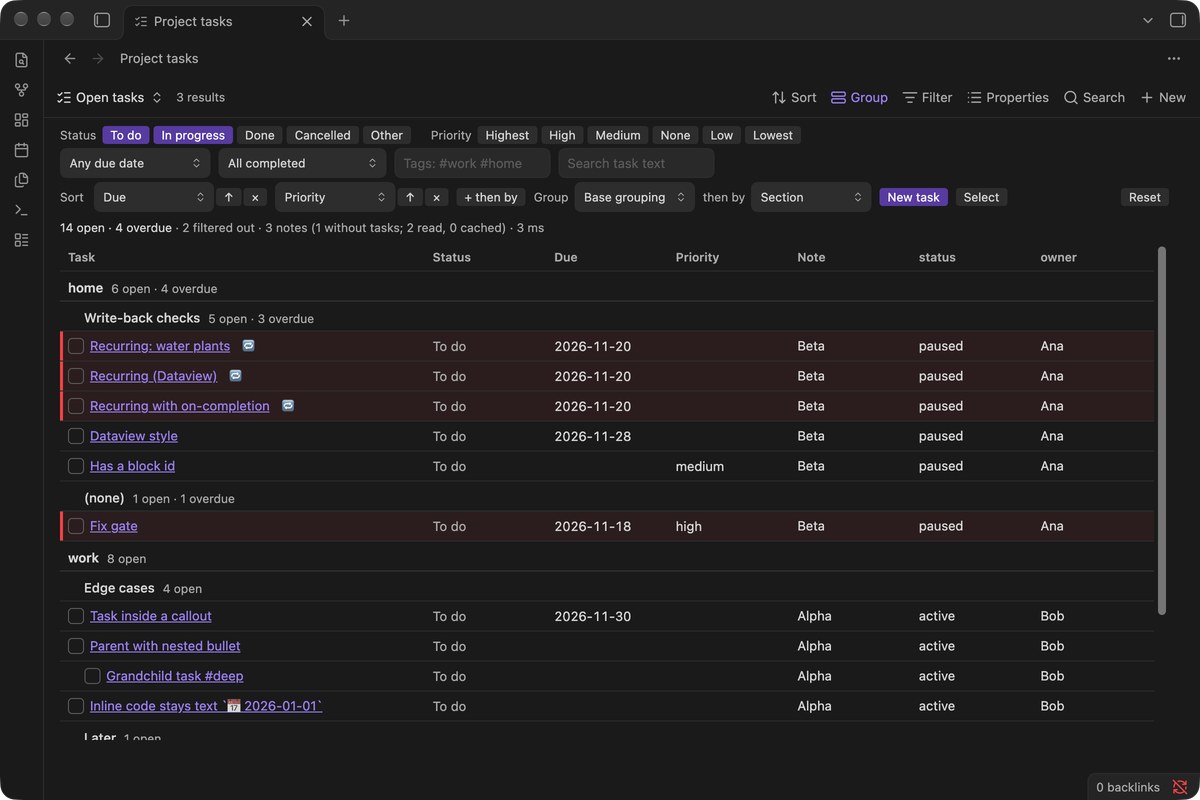 Project tasks
Project tasks
Open tasks 3 results Sort Group Filter Properties Search New
Status To do In progress Done Cancelled Other Priority Highest High Medium None Low Lowest
Any due date All completed Tags: #work #home Search task text
Sort Due ↑ × Priority ↑ × + then by Group Base grouping then by Section New task Select Reset
14 open · 4 overdue · 2 filtered out · 3 notes (1 without tasks; 2 read, 0 cached) · 3 ms
Task Status Due Priority Note status owner
home 6 open · 4 overdue
Write-back checks 5 open · 3 overdue
Recurring: water plants To do 2026-11-20 Beta paused Ana
Recurring (Dataview) To do 2026-11-20 Beta paused Ana
Recurring with on-completion To do 2026-11-20 Beta paused Ana
Dataview style To do 2026-11-28 Beta paused Ana
Has a block id To do medium Beta paused Ana
(none) 1 open · 1 overdue
Fix gate To do 2026-11-18 high Beta paused Ana
work 8 open
Edge cases 4 open
Task inside a callout To do 2026-11-30 Alpha active Bob
Parent with nested bullet To do Alpha active Bob
Grandchild task #deep To do Alpha active Bob
Inline code stays text `📅 2026-01-01` To do Alpha active Bob
Later 1 open
0 backlinks